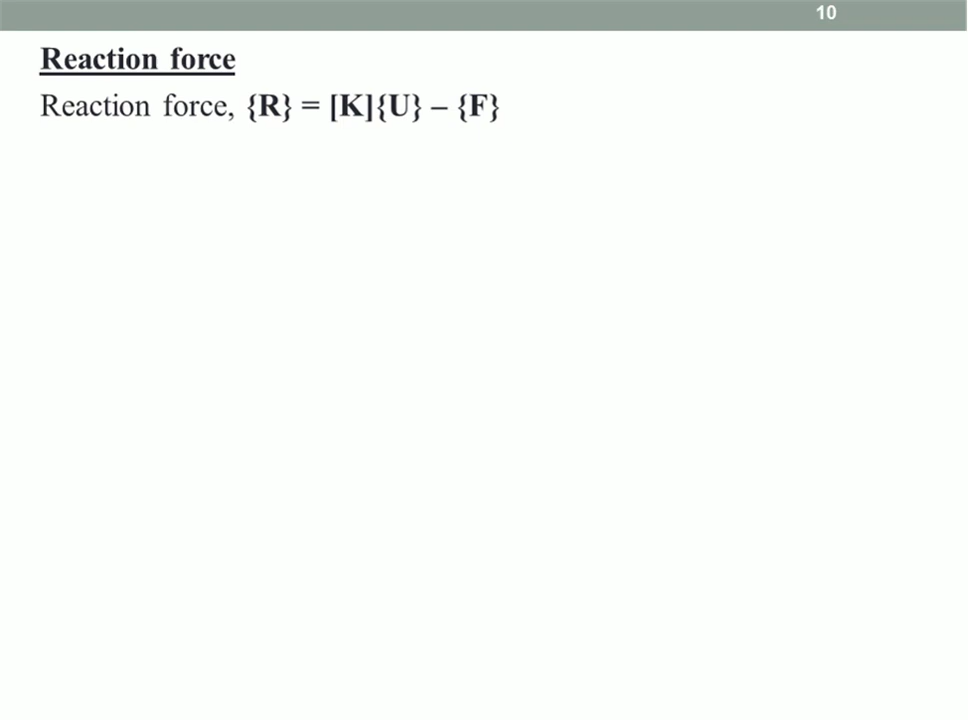 10
Reaction force
Reaction force, {R} = [K]{U} – {F}